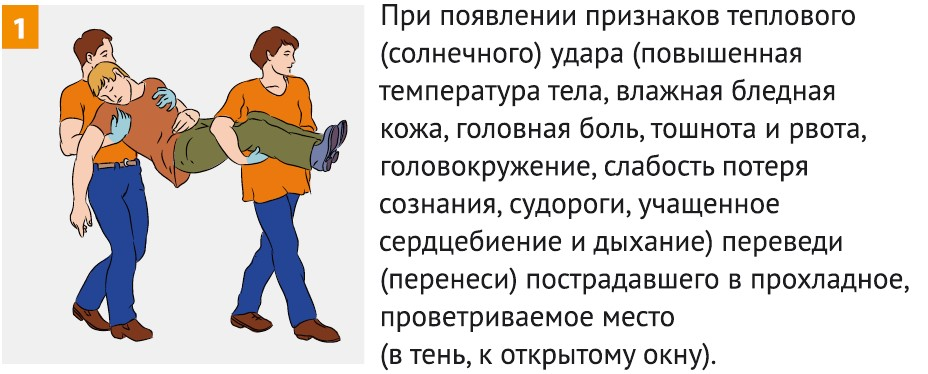 1
При появлении признаков теплового
(солнечного) удара (повышенная
температура тела, влажная бледная
кожа, головная боль, тошнота и рвота,
головокружение, слабость потеря
сознания, судороги, учащенное
сердцебиение и дыхание) переведи
(перенеси) пострадавшего в прохладное,
проветриваемое место
(в тень, к открытому окну).